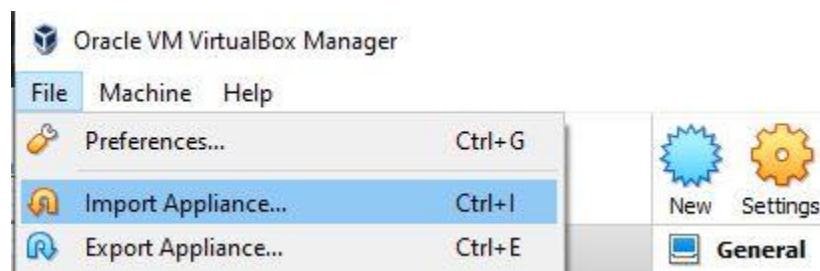 Oracle VM VirtualBox Manager
File Machine Help
Preferences... Ctrl+G
Import Appliance... Ctrl+I
New Settings
Export Appliance... Ctrl+E
General